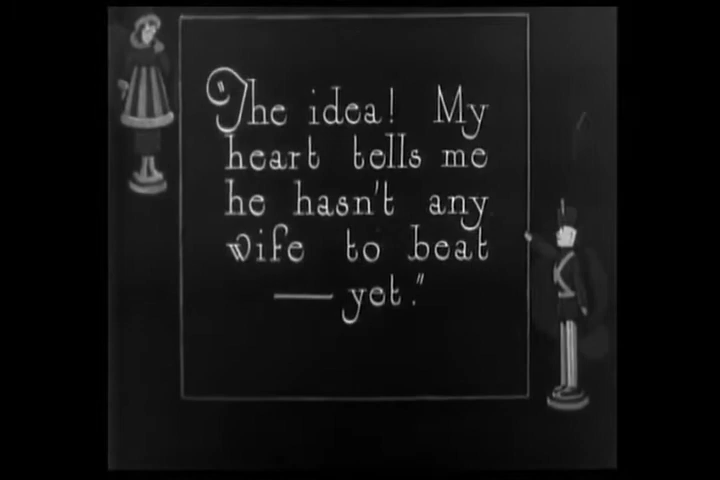 "The idea! My
heart tells me
he hasn't any
wife to beat
— yet."